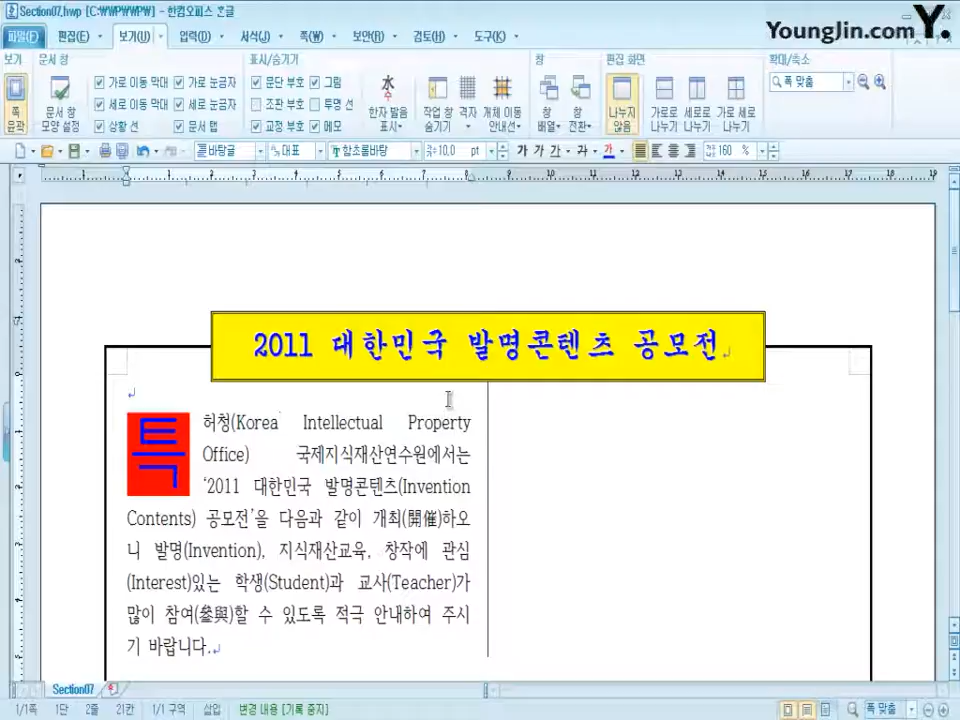 Section07.hwp [C:₩WP₩WP₩] - 한컴오피스 한글
YoungJin.com Y.
파일(F) 편집(E) 보기(U) 입력(D) 서식(J) 쪽(W) 보안(B) 검토(H) 도구(K)
보기 문서 창 표시/숨기기 창 편집 화면 확대/축소
가로 이동 막대 가로 눈금자 문단 부호 그림
세로 이동 막대 세로 눈금자 조판 부호 투명 선
상황 선 문서 탭 교정 부호 메모
쪽 윤곽
문서 창 모양 설정
한자 발음 표시
작업 창 숨기기
격자
개체 이동 안내선
창 배열
창 전환
나누지 않음
가로로 나누기
세로로 나누기
가로 세로 나누기
쪽 맞춤
바탕글 대표 함초롬바탕 10,0 pt 가 가 가 가 가 160 %
2011 대한민국 발명콘텐츠 공모전
특허청(Korea Intellectual Property
Office) 국제지식재산연수원에서는
‘2011 대한민국 발명콘텐츠(Invention
Contents) 공모전’을 다음과 같이 개최(開催)하오
니 발명(Invention), 지식재산교육, 창작에 관심
(Interest)있는 학생(Student)과 교사(Teacher)가
많이 참여(參與)할 수 있도록 적극 안내하여 주시
기 바랍니다.
Section07
1/1쪽 1단 2줄 21칸 1/1 구역 삽입 변경 내용 [기록 중지] 쪽 맞춤